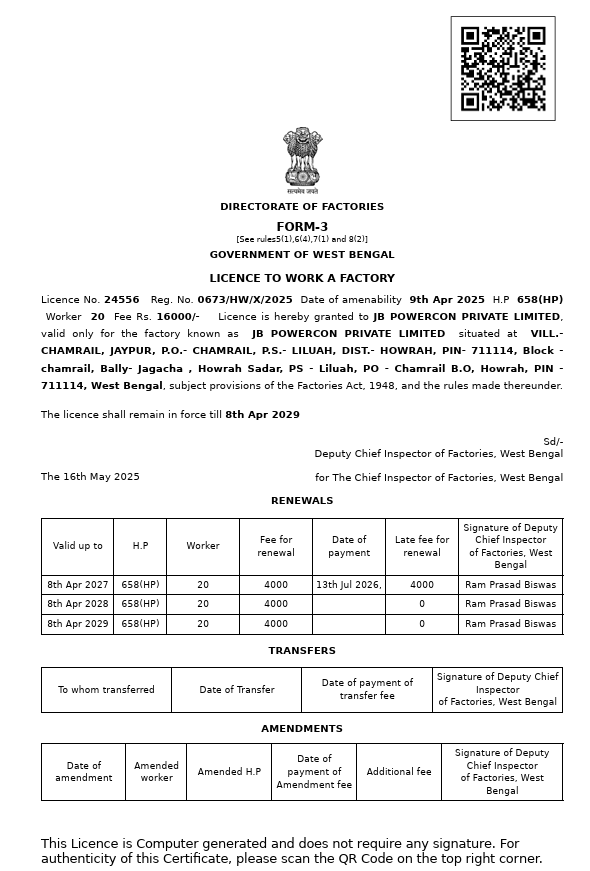 सत्यमेव जयते
DIRECTORATE OF FACTORIES
FORM-3
[See rules5(1),6(4),7(1) and 8(2)]
GOVERNMENT OF WEST BENGAL
LICENCE TO WORK A FACTORY
Licence No. 24556 Reg. No. 0673/HW/X/2025 Date of amenability 9th Apr 2025 H.P 658(HP)
Worker 20 Fee Rs. 16000/- Licence is hereby granted to JB POWERCON PRIVATE LIMITED,
valid only for the factory known as JB POWERCON PRIVATE LIMITED situated at VILL.-
CHAMRAIL, JAYPUR, P.O.- CHAMRAIL, P.S.- LILUAH, DIST.- HOWRAH, PIN- 711114, Block -
chamrail, Bally- Jagacha , Howrah Sadar, PS - Liluah, PO - Chamrail B.O, Howrah, PIN -
711114, West Bengal, subject provisions of the Factories Act, 1948, and the rules made thereunder.
The licence shall remain in force till 8th Apr 2029
Sd/-
Deputy Chief Inspector of Factories, West Bengal
The 16th May 2025 for The Chief Inspector of Factories, West Bengal
RENEWALS
Valid up to H.P Worker Fee for renewal Date of payment Late fee for renewal Signature of Deputy Chief Inspector of Factories, West Bengal
8th Apr 2027 658(HP) 20 4000 13th Jul 2026, 4000 Ram Prasad Biswas
8th Apr 2028 658(HP) 20 4000 0 Ram Prasad Biswas
8th Apr 2029 658(HP) 20 4000 0 Ram Prasad Biswas
TRANSFERS
To whom transferred Date of Transfer Date of payment of transfer fee Signature of Deputy Chief Inspector of Factories, West Bengal
AMENDMENTS
Date of amendment Amended worker Amended H.P Date of payment of Amendment fee Additional fee Signature of Deputy Chief Inspector of Factories, West Bengal
This Licence is Computer generated and does not require any signature. For
authenticity of this Certificate, please scan the QR Code on the top right corner.